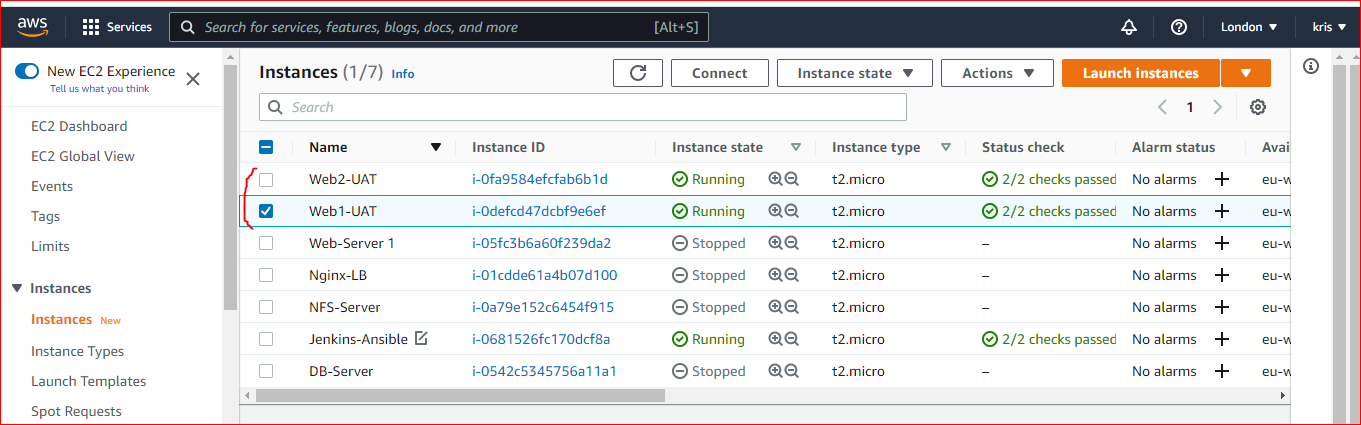 aws Services Search for services, features, blogs, docs, and more [Alt+S] London ▼ kris ▼
New EC2 Experience
Tell us what you think
EC2 Dashboard
EC2 Global View
Events
Tags
Limits
Instances
Instances New
Instance Types
Launch Templates
Spot Requests
Instances (1/7) Info Connect Instance state ▼ Actions ▼ Launch instances ▼
Search 1
Name Instance ID Instance state Instance type Status check Alarm status Avai
Web2-UAT i-0fa9584efcfab6b1d Running t2.micro 2/2 checks passed No alarms + eu-w
Web1-UAT i-0defcd47dcbf9e6ef Running t2.micro 2/2 checks passed No alarms + eu-w
Web-Server 1 i-05fc3b6a60f239da2 Stopped t2.micro – No alarms + eu-w
Nginx-LB i-01cdde61a4b07d100 Stopped t2.micro – No alarms + eu-w
NFS-Server i-0a79e152c6454f915 Stopped t2.micro – No alarms + eu-w
Jenkins-Ansible i-0681526fc170dcf8a Running t2.micro 2/2 checks passed No alarms + eu-w
DB-Server i-0542c5345756a11a1 Stopped t2.micro – No alarms + eu-w